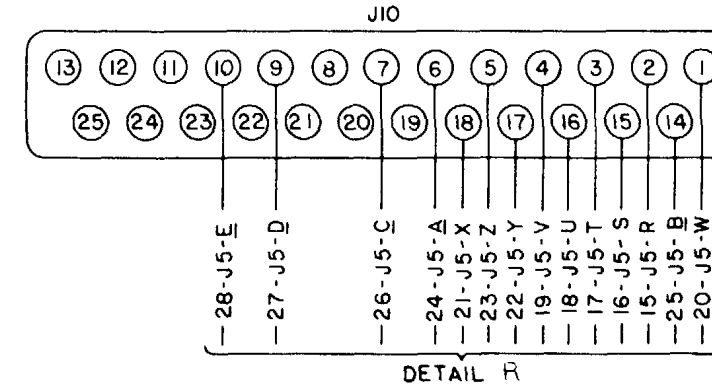 J10
13 12 11 10 9 8 7 6 5 4 3 2 1
25 24 23 22 21 20 19 18 17 16 15 14
28-J5-E
27-J5-D
26-J5-C
24-J5-A
21-J5-X
23-J5-Z
22-J5-Y
19-J5-V
18-J5-U
17-J5-T
16-J5-S
15-J5-R
25-J5-B
20-J5-W
DETAIL R